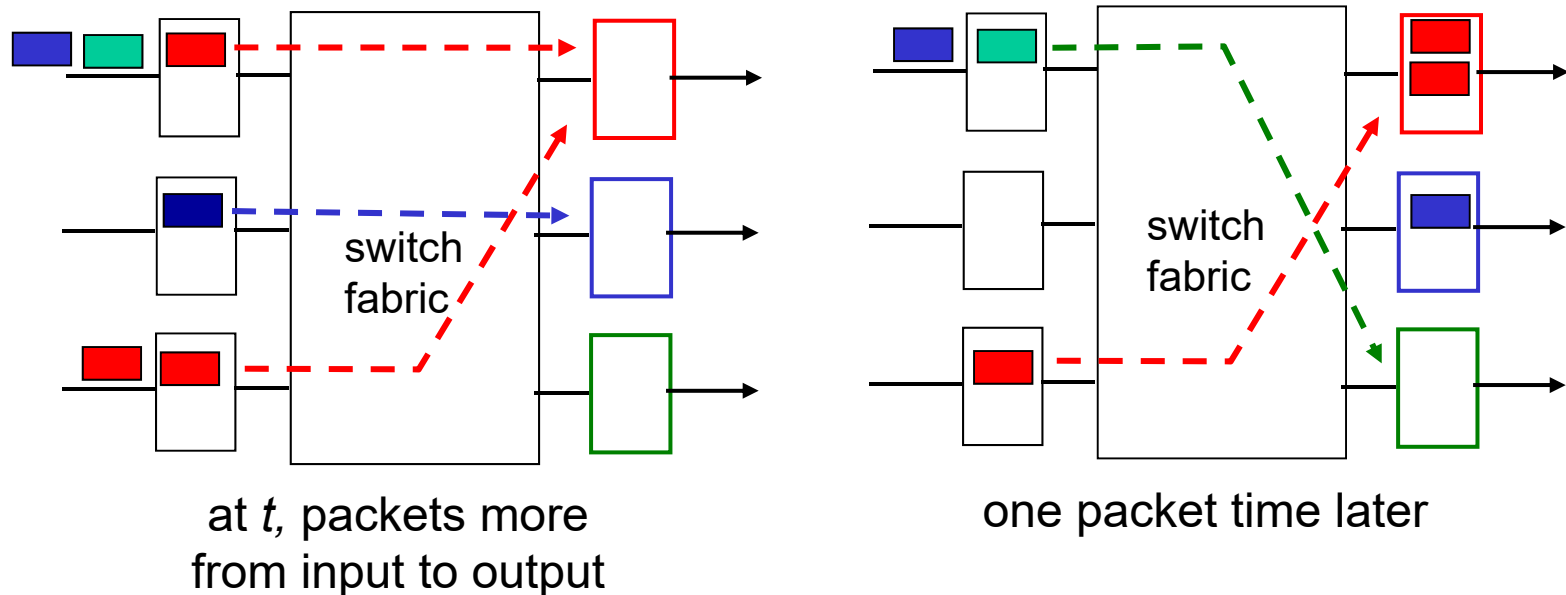 switch
fabric
at t, packets more
from input to output
switch
fabric
one packet time later